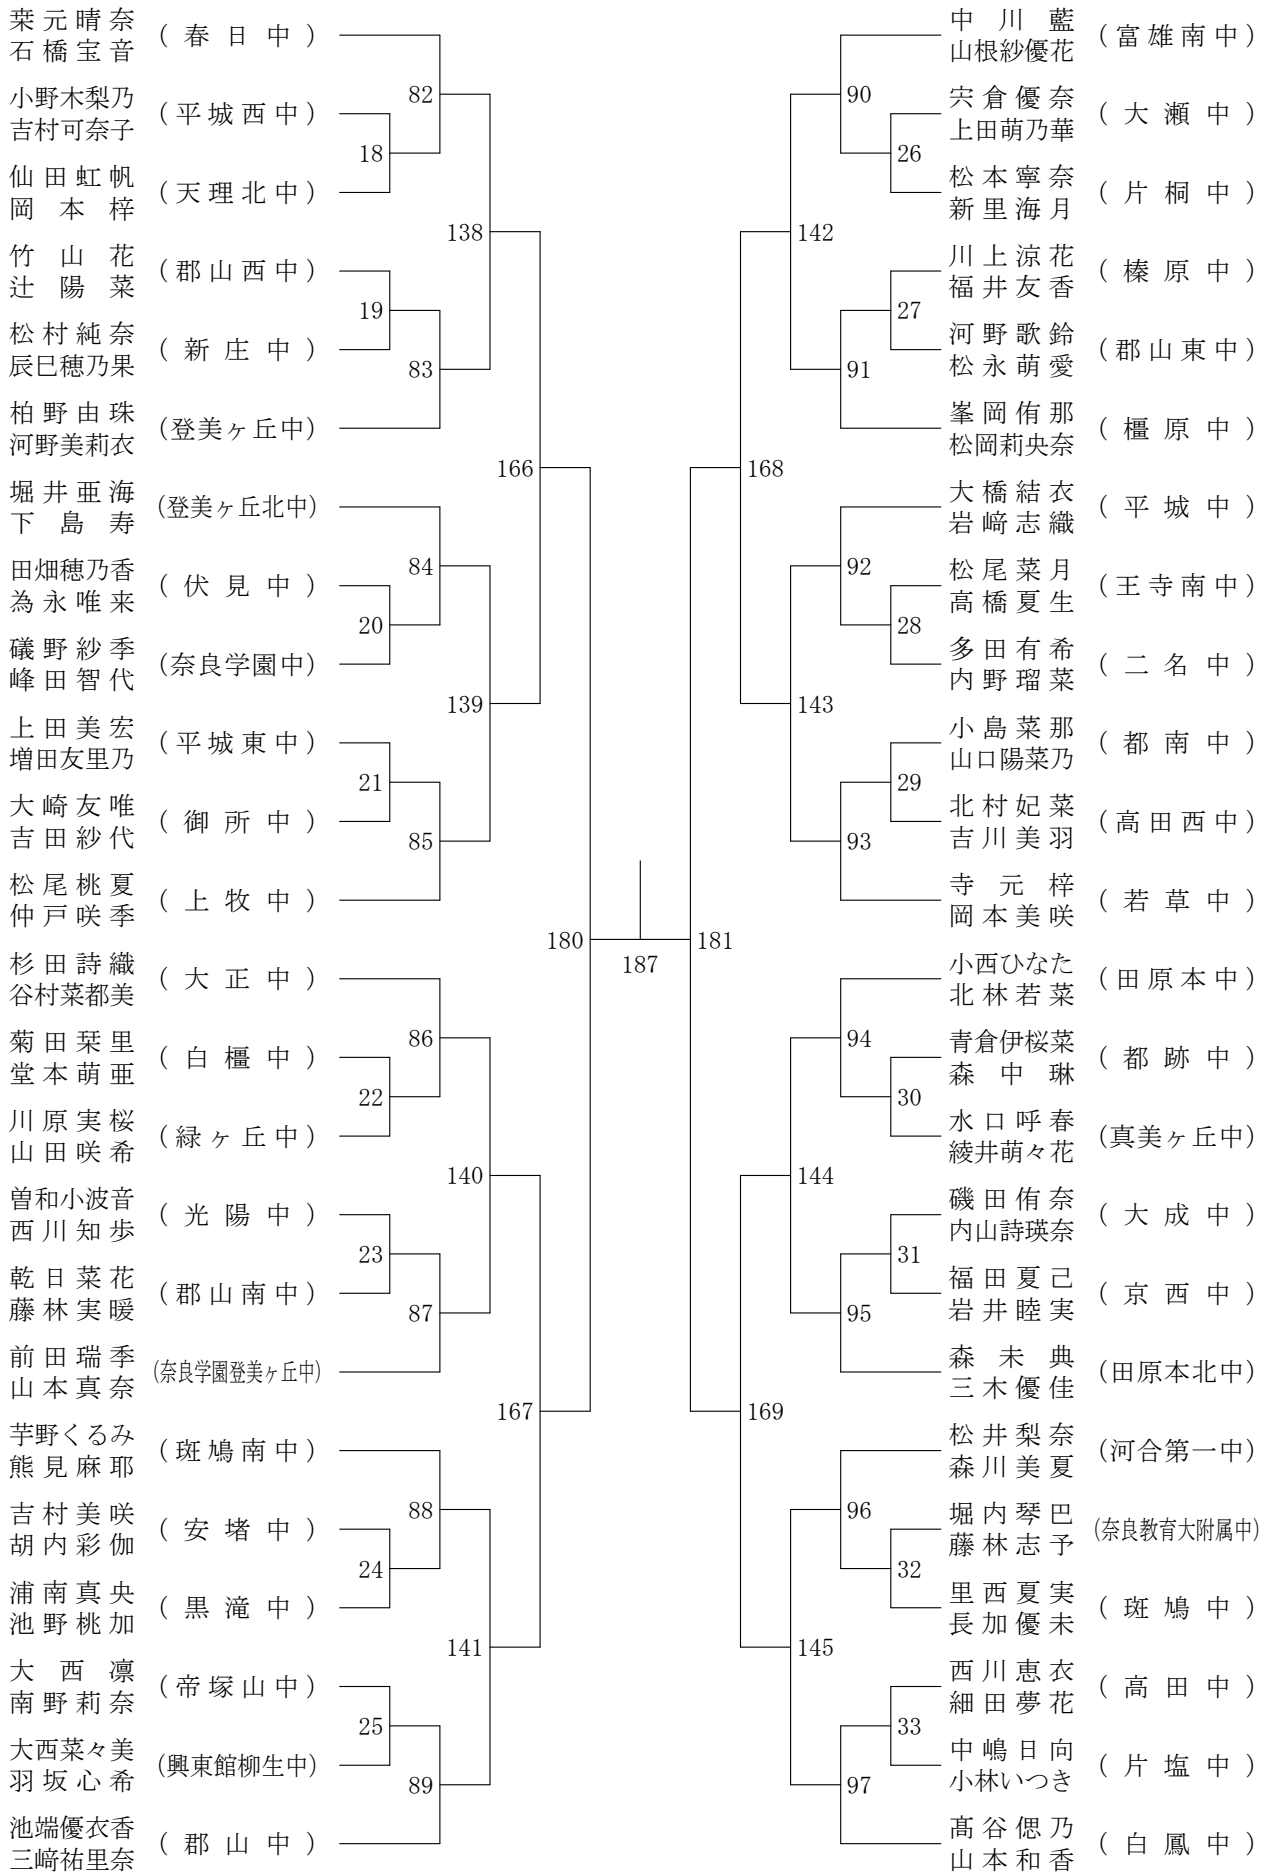 桒元晴奈
石橋宝音
(春日中)
小野木梨乃
吉村可奈子
(平城西中)
仙田虹帆
岡本梓
(天理北中)
竹山花
辻陽菜
(郡山西中)
松村純奈
辰巳穂乃果
(新庄中)
柏野由珠
河野美莉衣
(登美ヶ丘中)
堀井亜海
下島寿
(登美ヶ丘北中)
田畑穂乃香
為永唯来
(伏見中)
礒野紗季
峰田智代
(奈良学園中)
上田美宏
増田友里乃
(平城東中)
大崎友唯
吉田紗代
(御所中)
松尾桃夏
仲戸咲季
(上牧中)
杉田詩織
谷村菜都美
(大正中)
菊田栞里
堂本萌亜
(白橿中)
川原実桜
山田咲希
(緑ヶ丘中)
曽和小波音
西川知歩
(光陽中)
乾日菜花
藤林実暖
(郡山南中)
前田瑞季
山本真奈
(奈良学園登美ヶ丘中)
芋野くるみ
熊見麻耶
(斑鳩南中)
吉村美咲
胡内彩伽
(安堵中)
浦南真央
池野桃加
(黒滝中)
大西凛
南野莉奈
(帝塚山中)
大西菜々美
羽坂心希
(興東館柳生中)
池端優衣香
三﨑祐里奈
(郡山中)
82
18
138
19
83
166
84
20
139
21
85
180
86
22
140
23
87
167
88
24
141
25
89
187
90
26
142
27
91
168
92
28
143
29
93
181
94
30
144
31
95
169
96
32
145
33
97
中川藍
山根紗優花
(富雄南中)
宍倉優奈
上田萌乃華
(大瀬中)
松本寧奈
新里海月
(片桐中)
川上涼花
福井友香
(榛原中)
河野歌鈴
松永萌愛
(郡山東中)
峯岡侑那
松岡莉央奈
(橿原中)
大橋結衣
岩﨑志織
(平城中)
松尾菜月
高橋夏生
(王寺南中)
多田有希
内野瑠菜
(二名中)
小島菜那
山口陽菜乃
(都南中)
北村妃菜
吉川美羽
(高田西中)
寺元梓
岡本美咲
(若草中)
小西ひなた
北林若菜
(田原本中)
青倉伊桜菜
森中琳
(都跡中)
水口呼春
綾井萌々花
(真美ヶ丘中)
磯田侑奈
内山詩瑛奈
(大成中)
福田夏己
岩井睦実
(京西中)
森未典
三木優佳
(田原本北中)
松井梨奈
森川美夏
(河合第一中)
堀内琴巴
藤林志予
(奈良教育大附属中)
里西夏実
長加優未
(斑鳩中)
西川恵衣
細田夢花
(高田中)
中嶋日向
小林いつき
(片塩中)
髙谷偲乃
山本和香
(白鳳中)